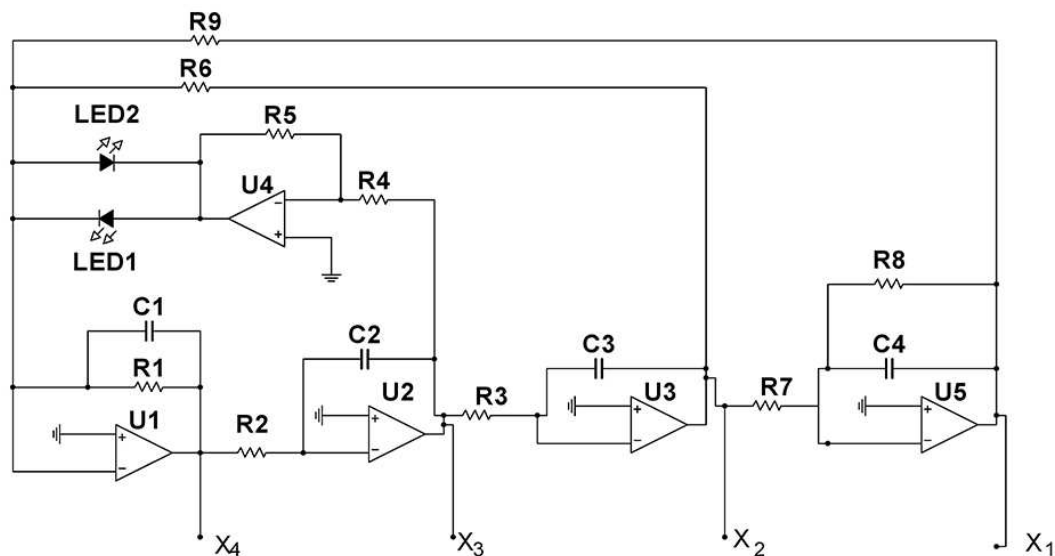 R9
R6
LED2
R5
U4
R4
LED1
R8
C1
C2
C3
C4
R1
U1
R2
U2
R3
U3
R7
U5
X4
X3
X2
X1